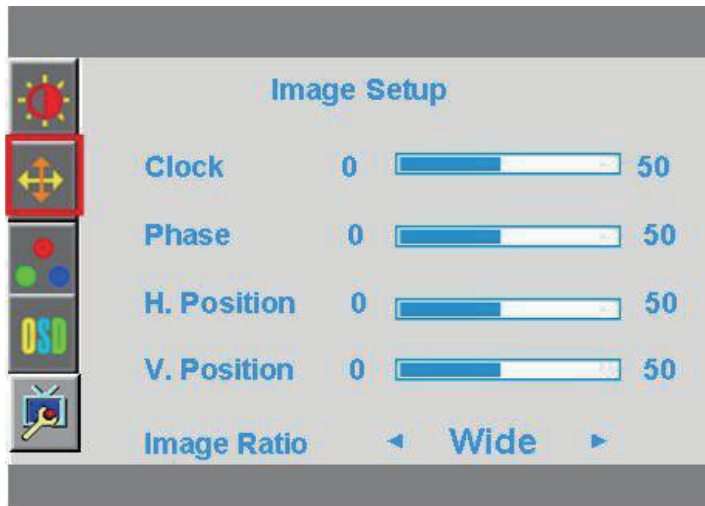 Image Setup
Clock 0 50
Phase 0 50
H. Position 0 50
OSD
V. Position 0 50
Image Ratio ◄ Wide ►